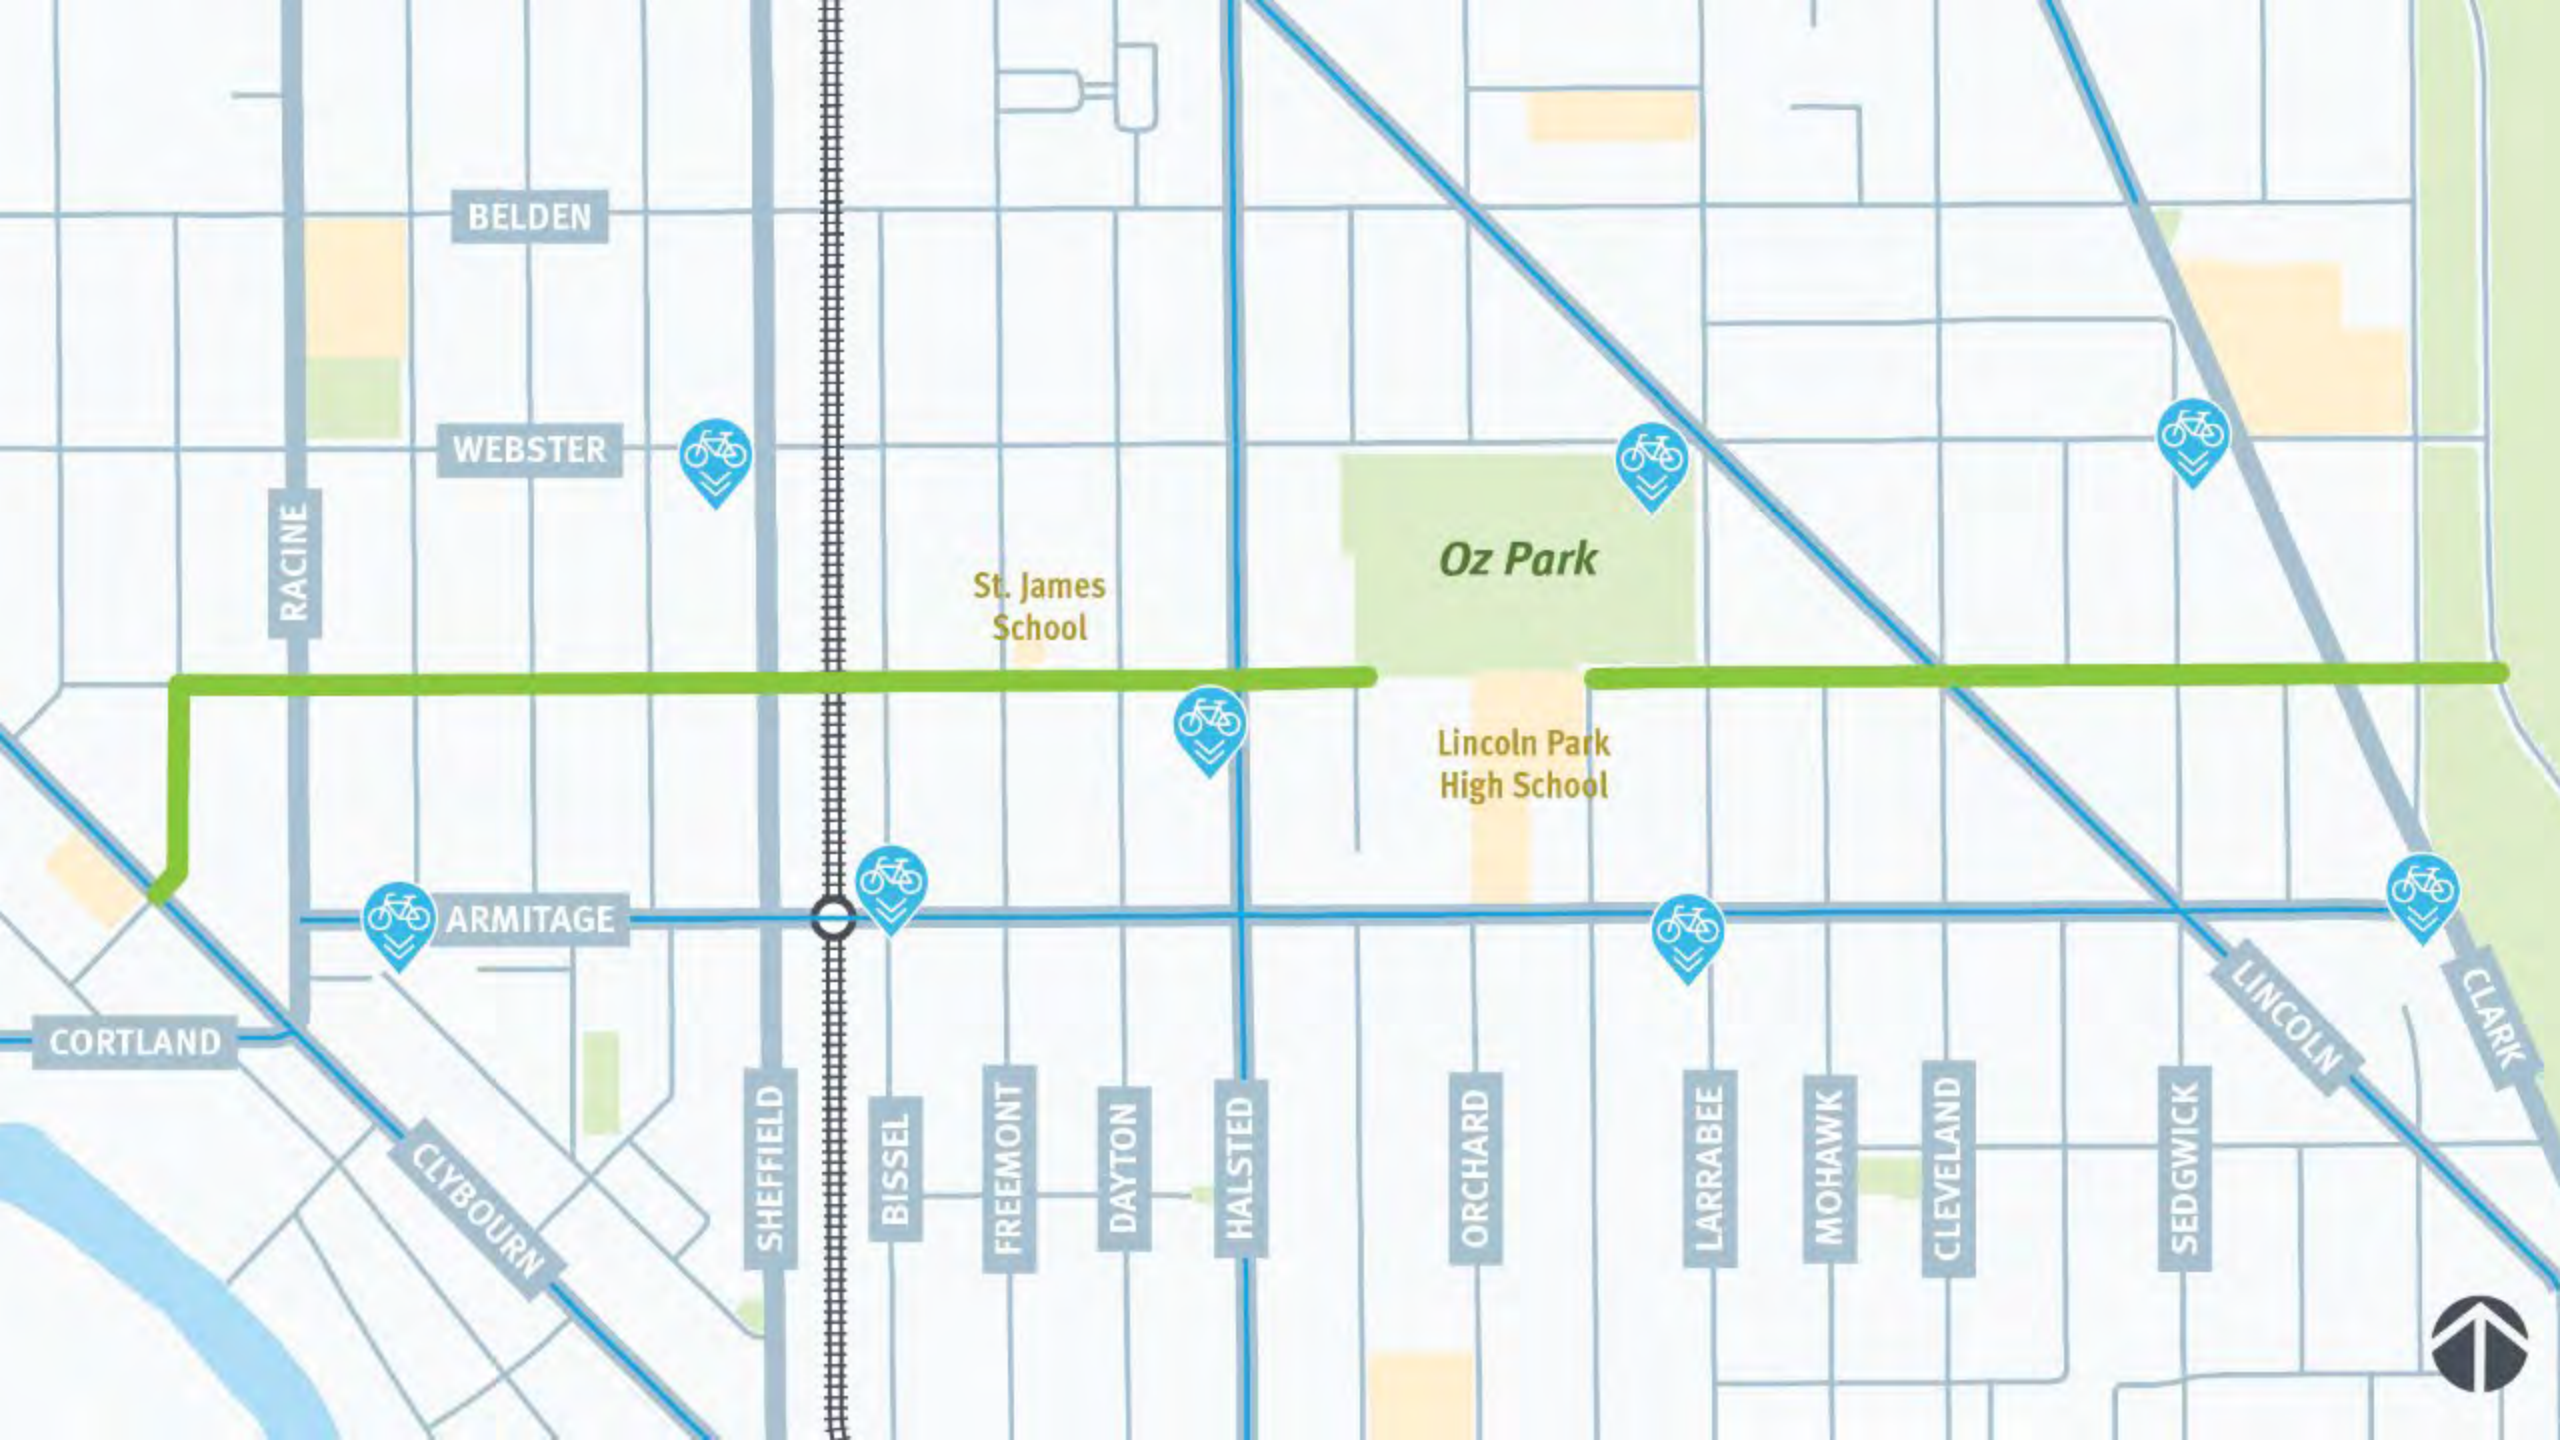 BELDEN
WEBSTER
RACINE
Oz Park
St. James
School
Lincoln Park
High School
ARMITAGE
CORTLAND
CLYBOURN
SHEFFIELD
BISSEL
FREEMONT
DAYTON
HALSTED
ORCHARD
LARRABEE
MOHAWK
CLEVELAND
SEDGWICK
LINCOLN
CLARK